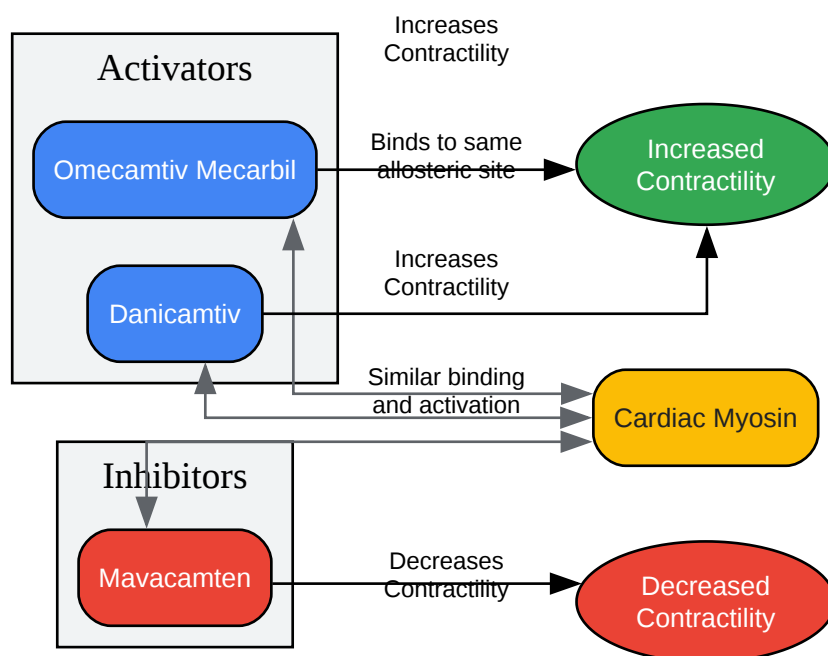 Increases
Contractility
Activators
Omecamtiv Mecarbil
Binds to same
allosteric site
Increased
Contractility
Increases
Contractility
Danicamtiv
Similar binding
and activation
Cardiac Myosin
Inhibitors
Mavacamten
Decreases
Contractility
Decreased
Contractility